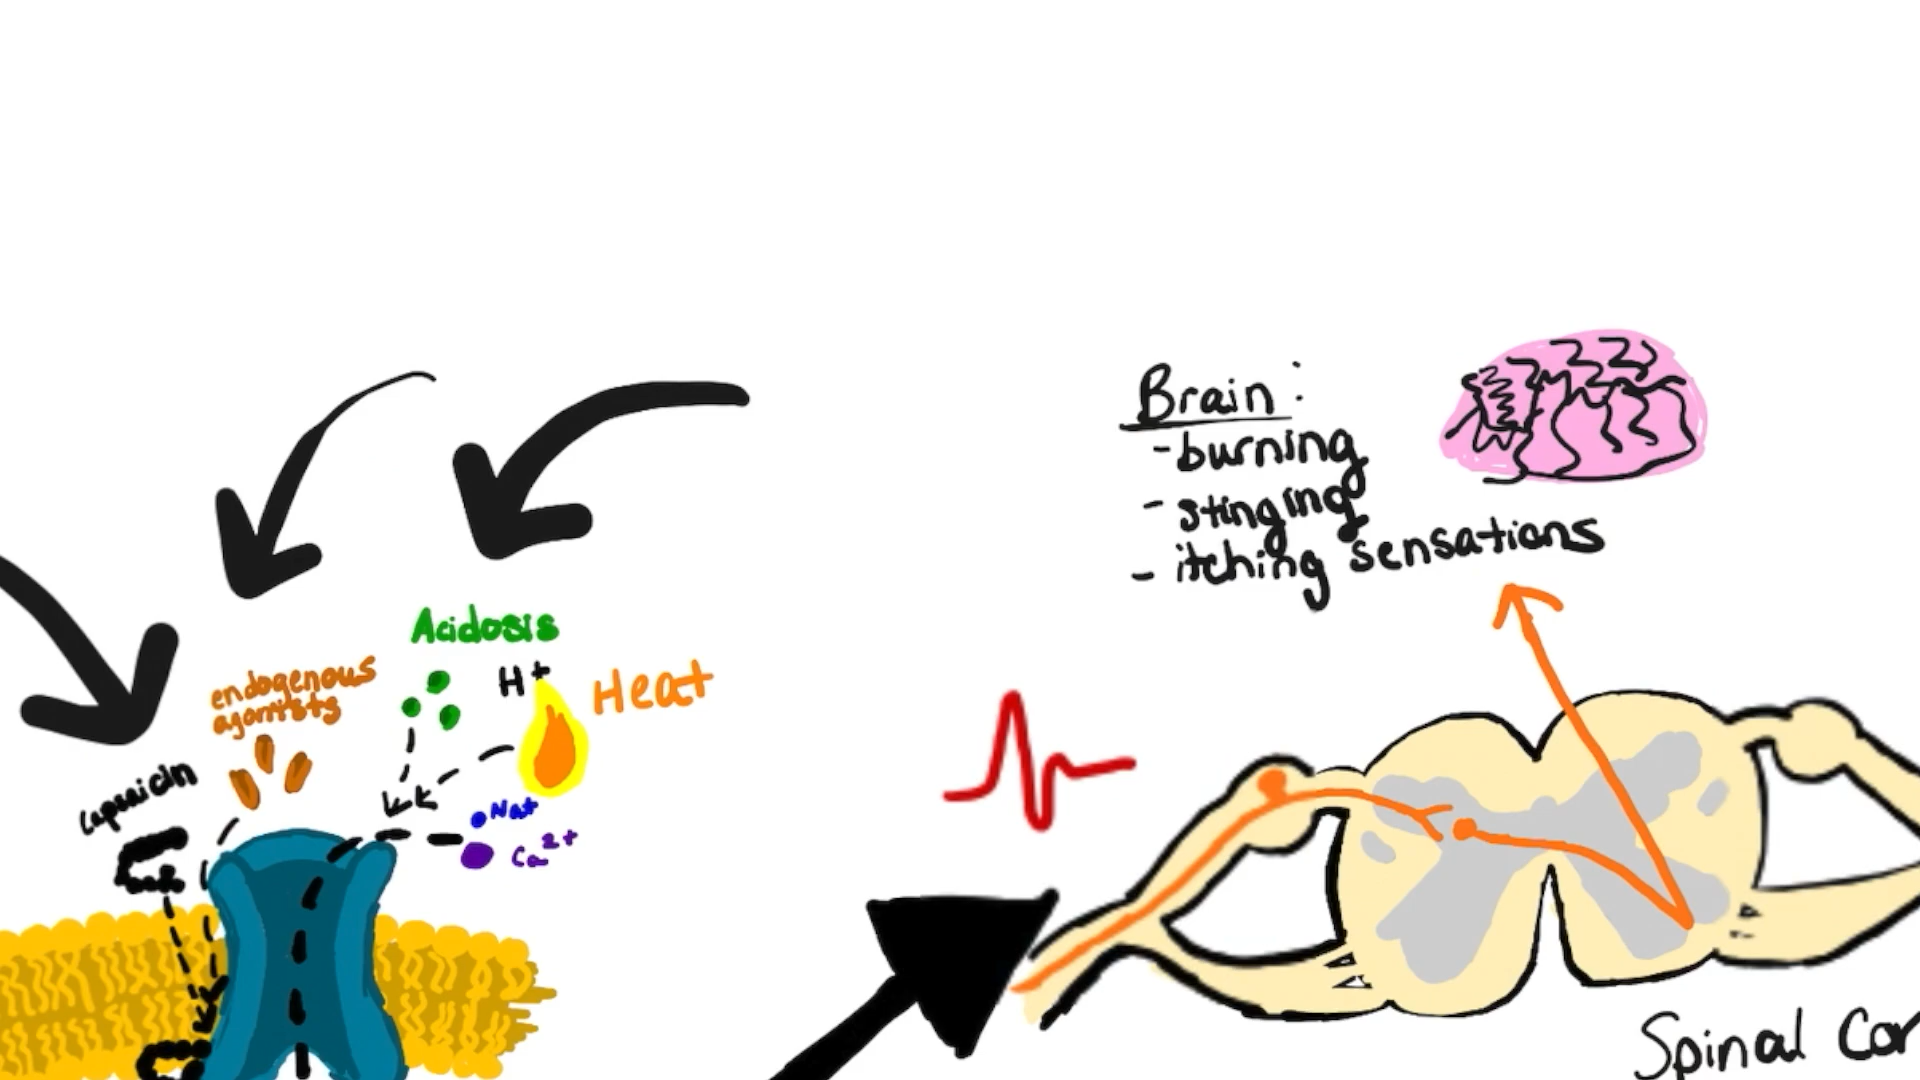 Brain:
-burning
- stinging
- itching sensations
Acidosis
H+
Heat
endogenous
agonists
capsaicin
Na+
Ca2+
Spinal Cor